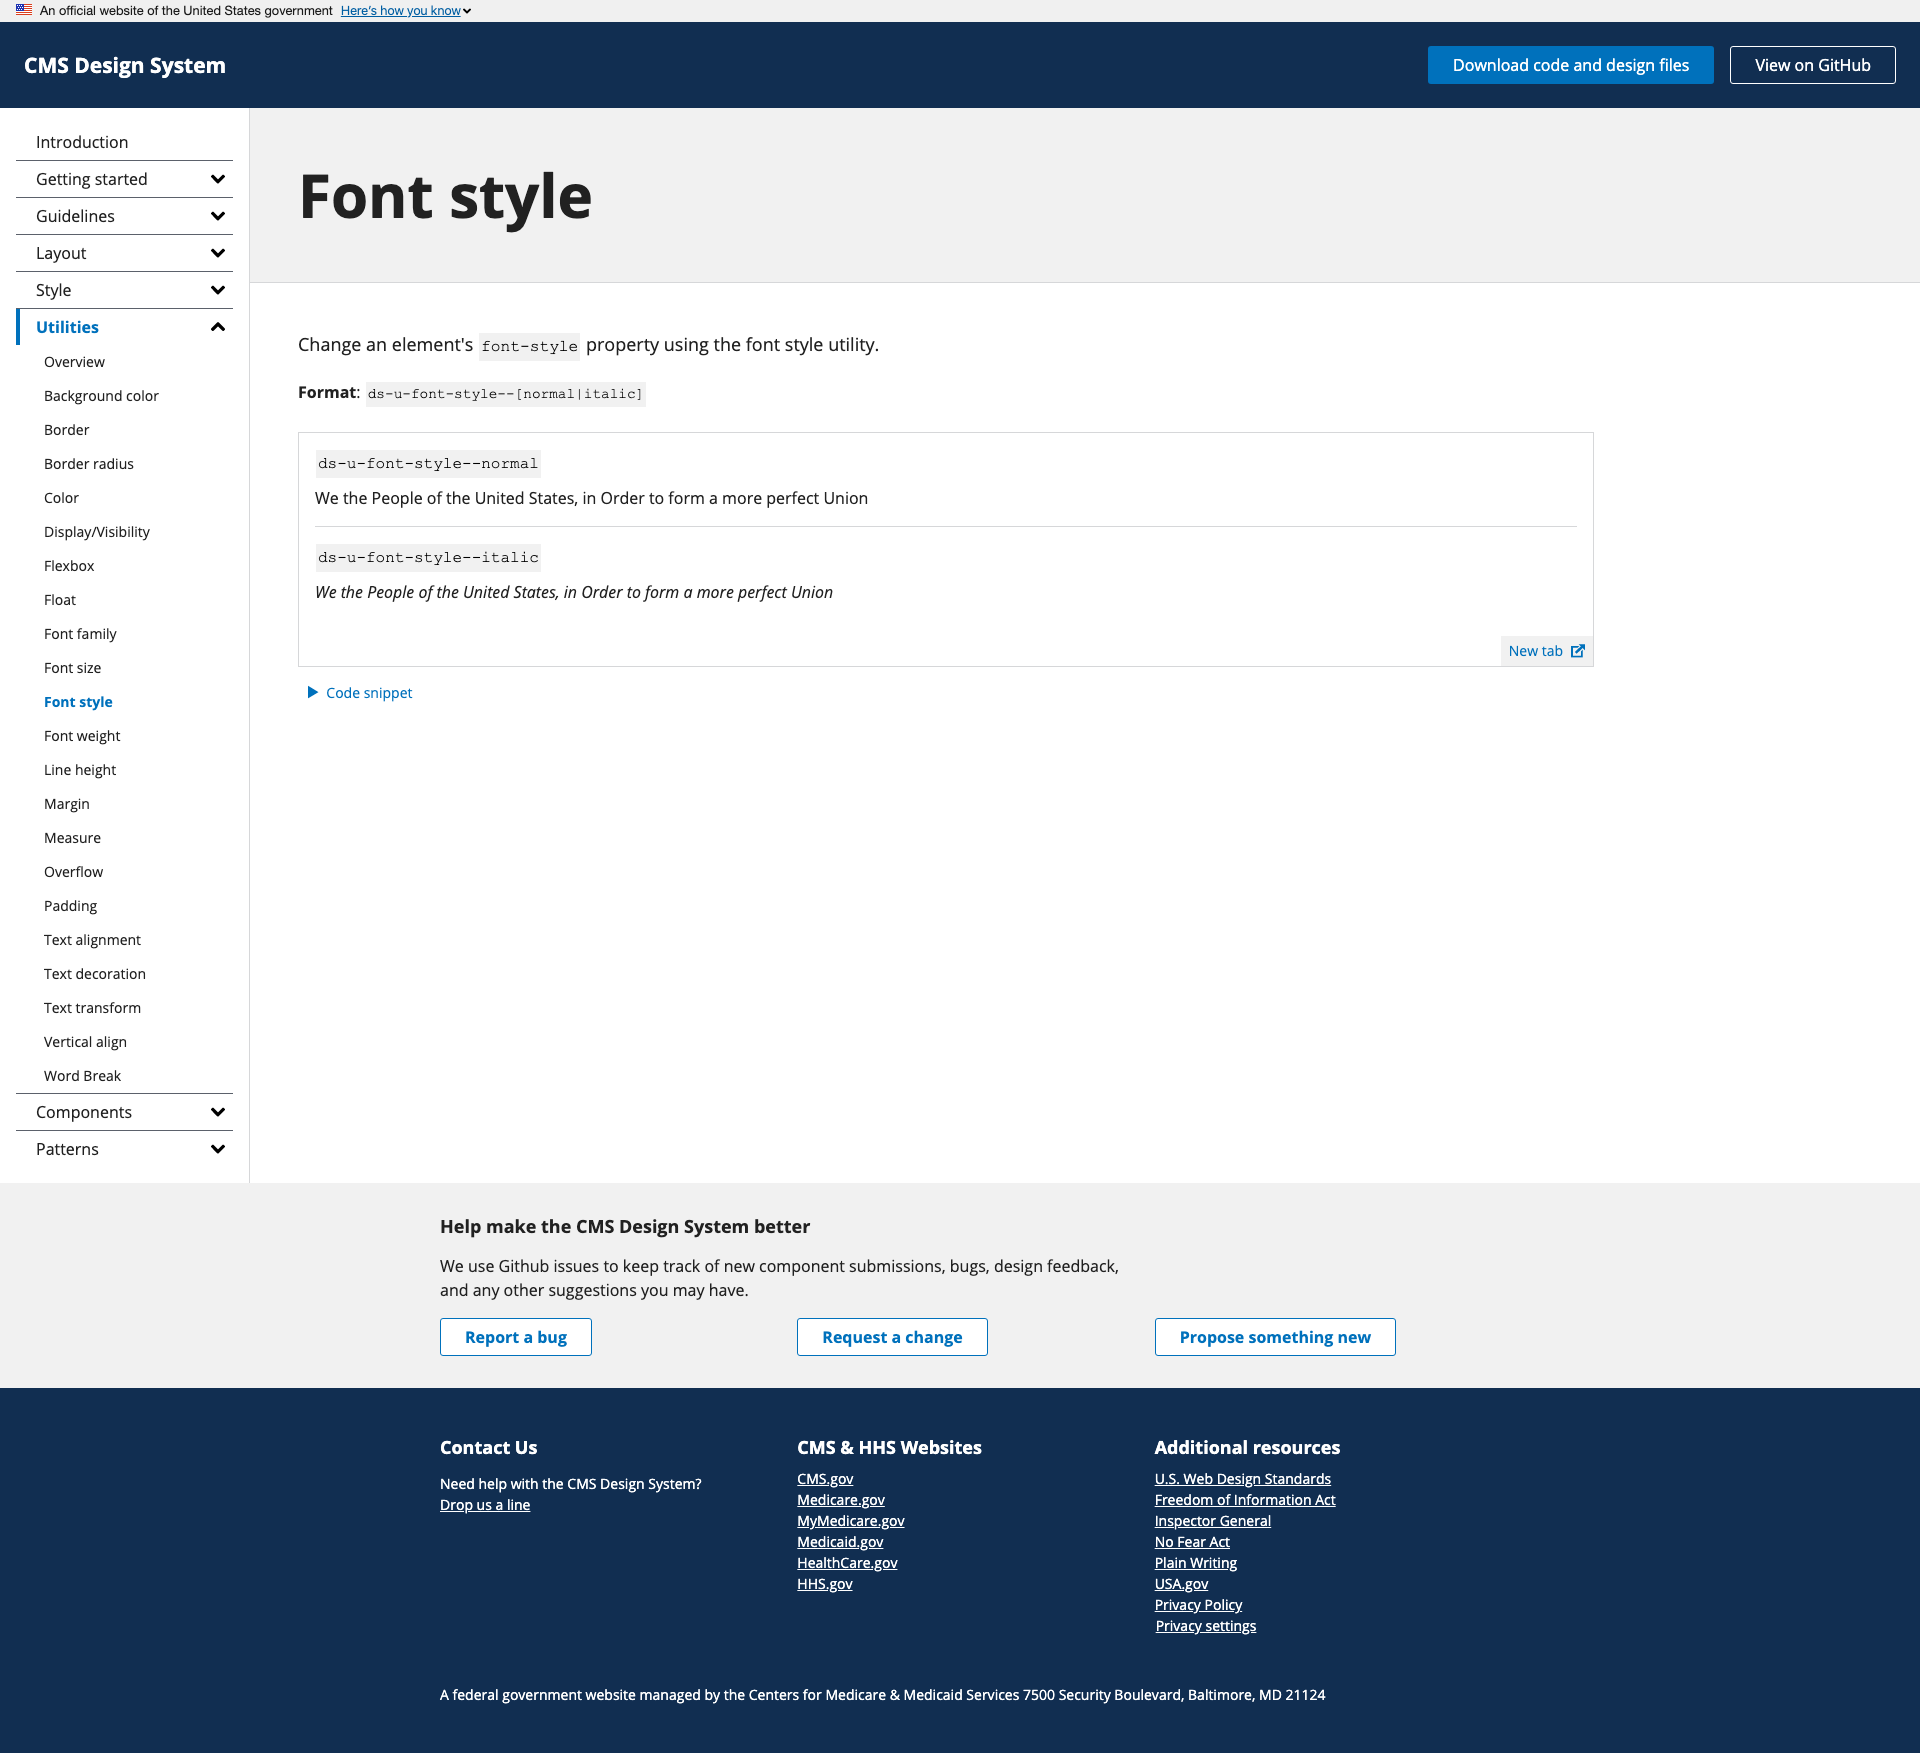 An official website of the United States government Here's how you know
CMS Design System
Download code and design files
View on GitHub
Introduction
Getting started
Guidelines
Layout
Style
Utilities
Overview
Background color
Border
Border radius
Color
Display/Visibility
Flexbox
Float
Font family
Font size
Font style
Font weight
Line height
Margin
Measure
Overflow
Padding
Text alignment
Text decoration
Text transform
Vertical align
Word Break
Components
Patterns
Font style
Change an element's font-style property using the font style utility.
Format: ds-u-font-style--[normal|italic]
ds-u-font-style--normal
We the People of the United States, in Order to form a more perfect Union
ds-u-font-style--italic
We the People of the United States, in Order to form a more perfect Union
New tab
Code snippet
Help make the CMS Design System better
We use Github issues to keep track of new component submissions, bugs, design feedback,
and any other suggestions you may have.
Report a bug
Request a change
Propose something new
Contact Us
Need help with the CMS Design System?
Drop us a line
CMS & HHS Websites
CMS.gov
Medicare.gov
MyMedicare.gov
Medicaid.gov
HealthCare.gov
HHS.gov
Additional resources
U.S. Web Design Standards
Freedom of Information Act
Inspector General
No Fear Act
Plain Writing
USA.gov
Privacy Policy
Privacy settings
A federal government website managed by the Centers for Medicare & Medicaid Services 7500 Security Boulevard, Baltimore, MD 21124